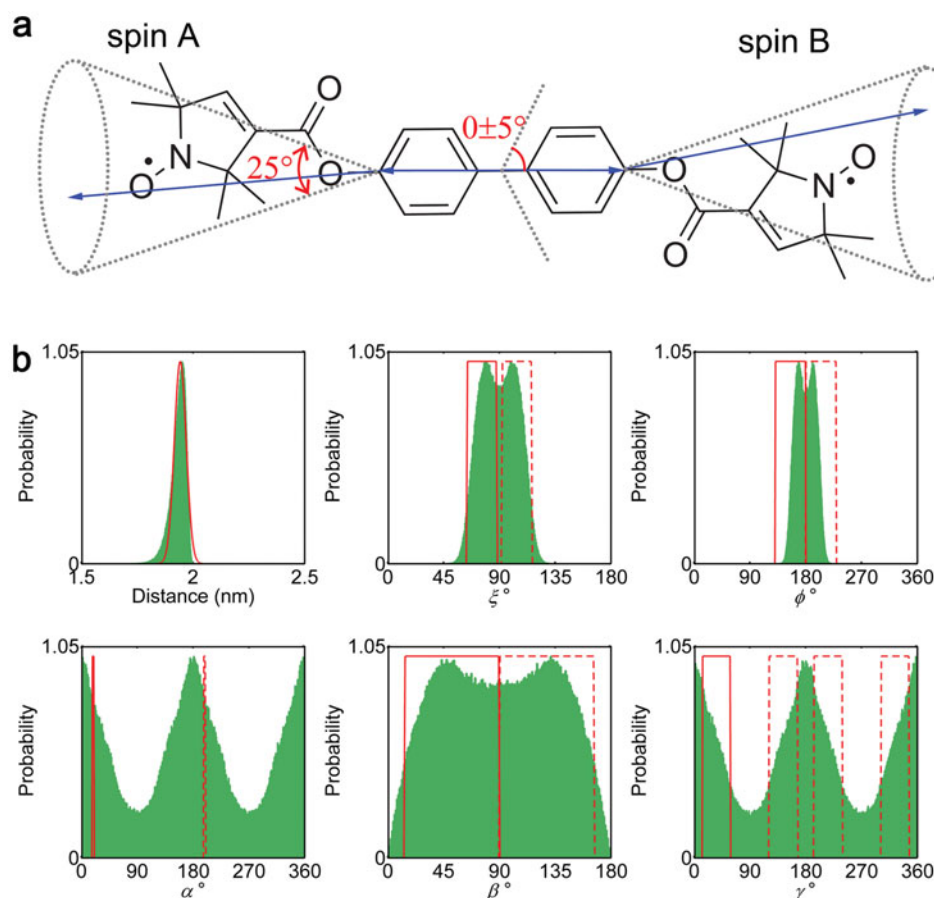 a
spin A
spin B
O
O
N
O
25°
0±5°
O
O
N
O
b
1.05
Probability
0
1.5
2
2.5
Distance (nm)
1.05
Probability
0
0
45
90
135
180
ξ°
1.05
Probability
0
0
90
180
270
360
ϕ°
1.05
Probability
0
0
90
180
270
360
α°
1.05
Probability
0
0
45
90
135
180
β°
1.05
Probability
0
0
90
180
270
360
γ°